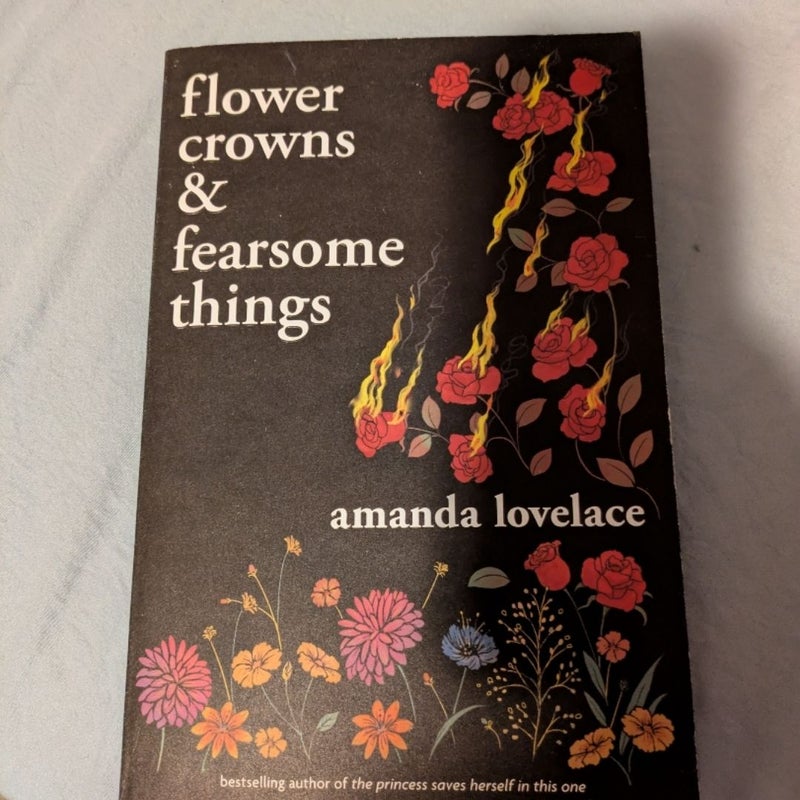 flower
crowns
&
fearsome
things
amanda lovelace
bestselling author of the princess saves herself in this one